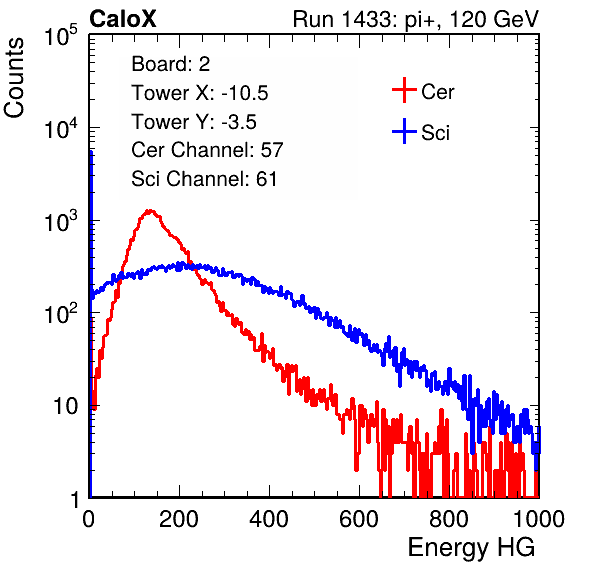 CaloX Run 1433: pi+, 120 GeV
Board: 2
Tower X: -10.5
Tower Y: -3.5
Cer Channel: 57
Sci Channel: 61
Cer
Sci
Counts
10^5
10^4
10^3
10^2
10
1
0 200 400 600 800 1000
Energy HG